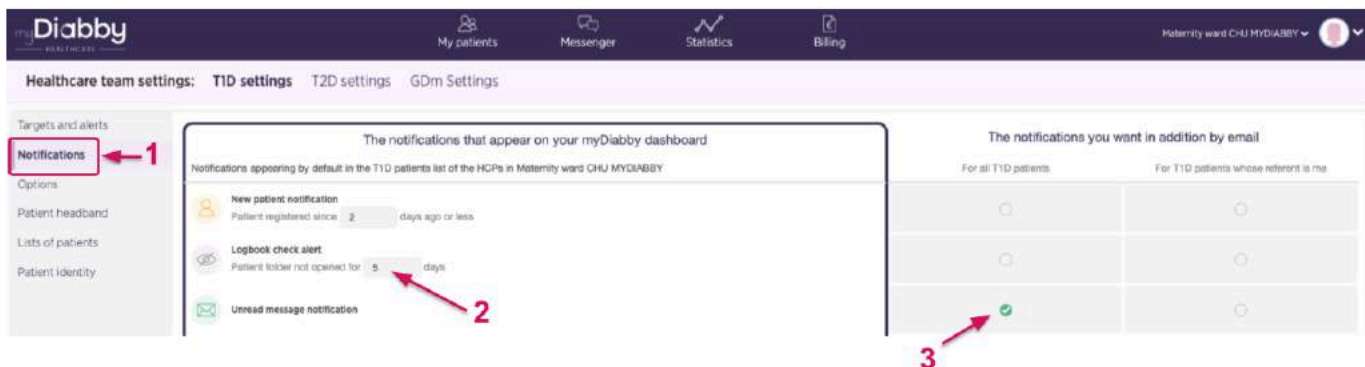 myDiabby
HEALTHCARE
My patients
Messenger
Statistics
Billing
Maternity ward CHU MYDIABBY
Healthcare team settings: T1D settings T2D settings GDm Settings
Targets and alerts
Notifications
Options
Patient headband
Lists of patients
Patient identity
1
The notifications that appear on your myDiabby dashboard
Notifications appearing by default in the T1D patients list of the HCPs in Maternity ward CHU MYDIABBY
New patient notification
Patient registered since 2 days ago or less
Logbook check alert
Patient folder not opened for 5 days
Unread message notification
2
The notifications you want in addition by email
For all T1D patients
For T1D patients whose referent is me
3